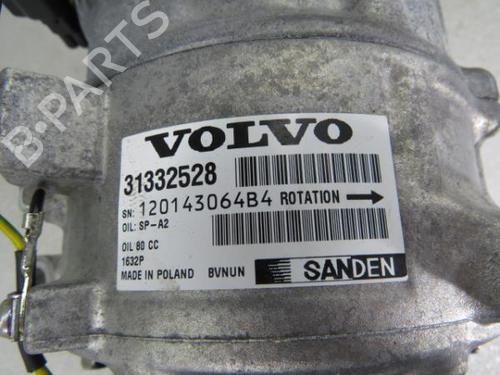 B-PARTS
VOLVO
31332528
SN: 120143064B4 ROTATION →
OIL: SP-A2
OIL 80 CC
1632P
MADE IN POLAND BVNUN SANDEN